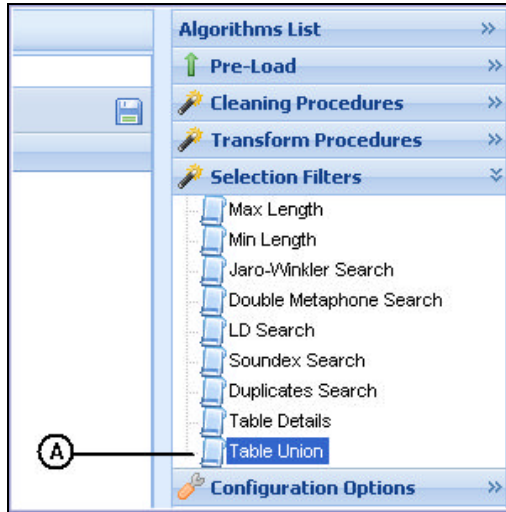 Algorithms List
Pre-Load
Cleaning Procedures
Transform Procedures
Selection Filters
Max Length
Min Length
Jaro-Winkler Search
Double Metaphone Search
LD Search
Soundex Search
Duplicates Search
Table Details
A
Table Union
Configuration Options